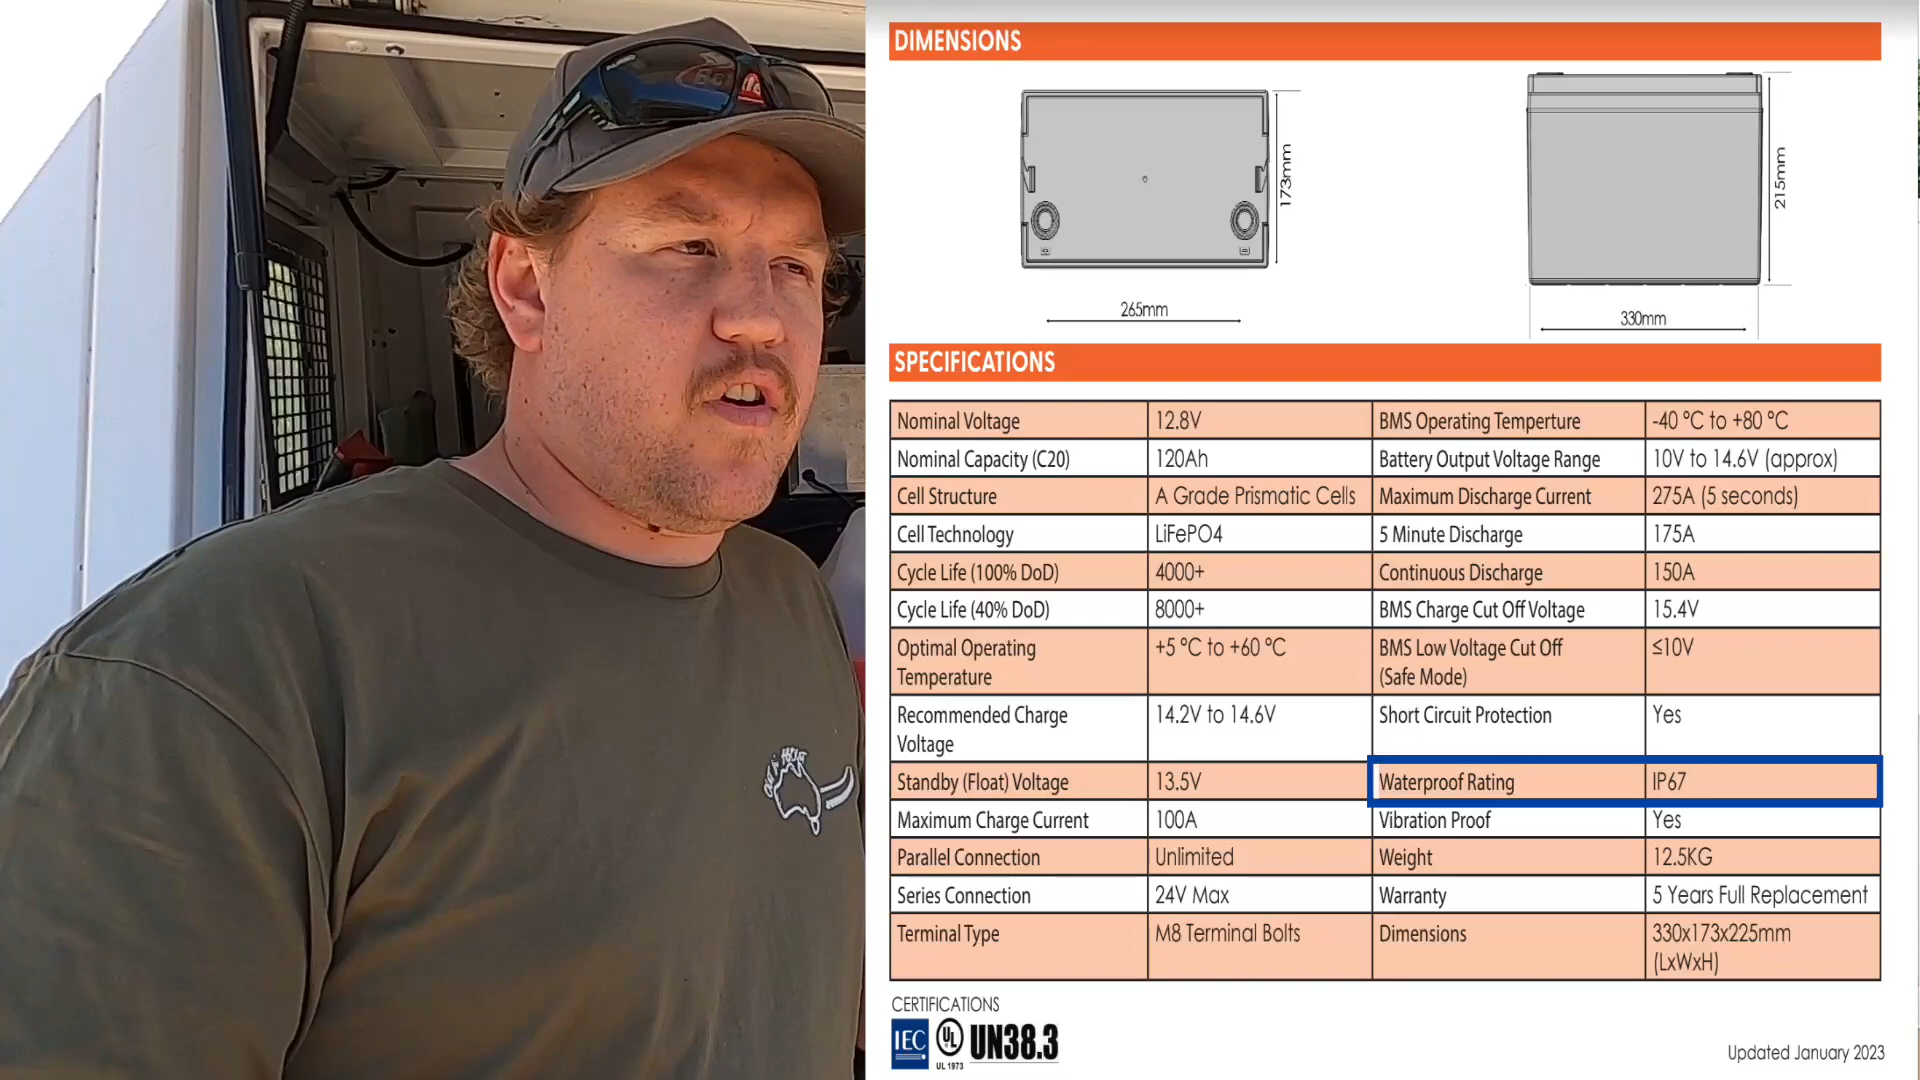 DIMENSIONS
173mm
265mm
215mm
330mm
SPECIFICATIONS
Nominal Voltage 12.8V BMS Operating Temperture -40 °C to +80 °C
Nominal Capacity (C20) 120Ah Battery Output Voltage Range 10V to 14.6V (approx)
Cell Structure A Grade Prismatic Cells Maximum Discharge Current 275A (5 seconds)
Cell Technology LiFePO4 5 Minute Discharge 175A
Cycle Life (100% DoD) 4000+ Continuous Discharge 150A
Cycle Life (40% DoD) 8000+ BMS Charge Cut Off Voltage 15.4V
Optimal Operating
Temperature
+5 °C to +60 °C
BMS Low Voltage Cut Off
(Safe Mode)
≤10V
Recommended Charge
Voltage
14.2V to 14.6V
Short Circuit Protection
Yes
Standby (Float) Voltage 13.5V Waterproof Rating IP67
Maximum Charge Current 100A Vibration Proof Yes
Parallel Connection Unlimited Weight 12.5KG
Series Connection 24V Max Warranty 5 Years Full Replacement
Terminal Type M8 Terminal Bolts Dimensions 330x173x225mm
(LxWxH)
CERTIFICATIONS
IEC UL UN38.3
UL 1973
Updated January 2023